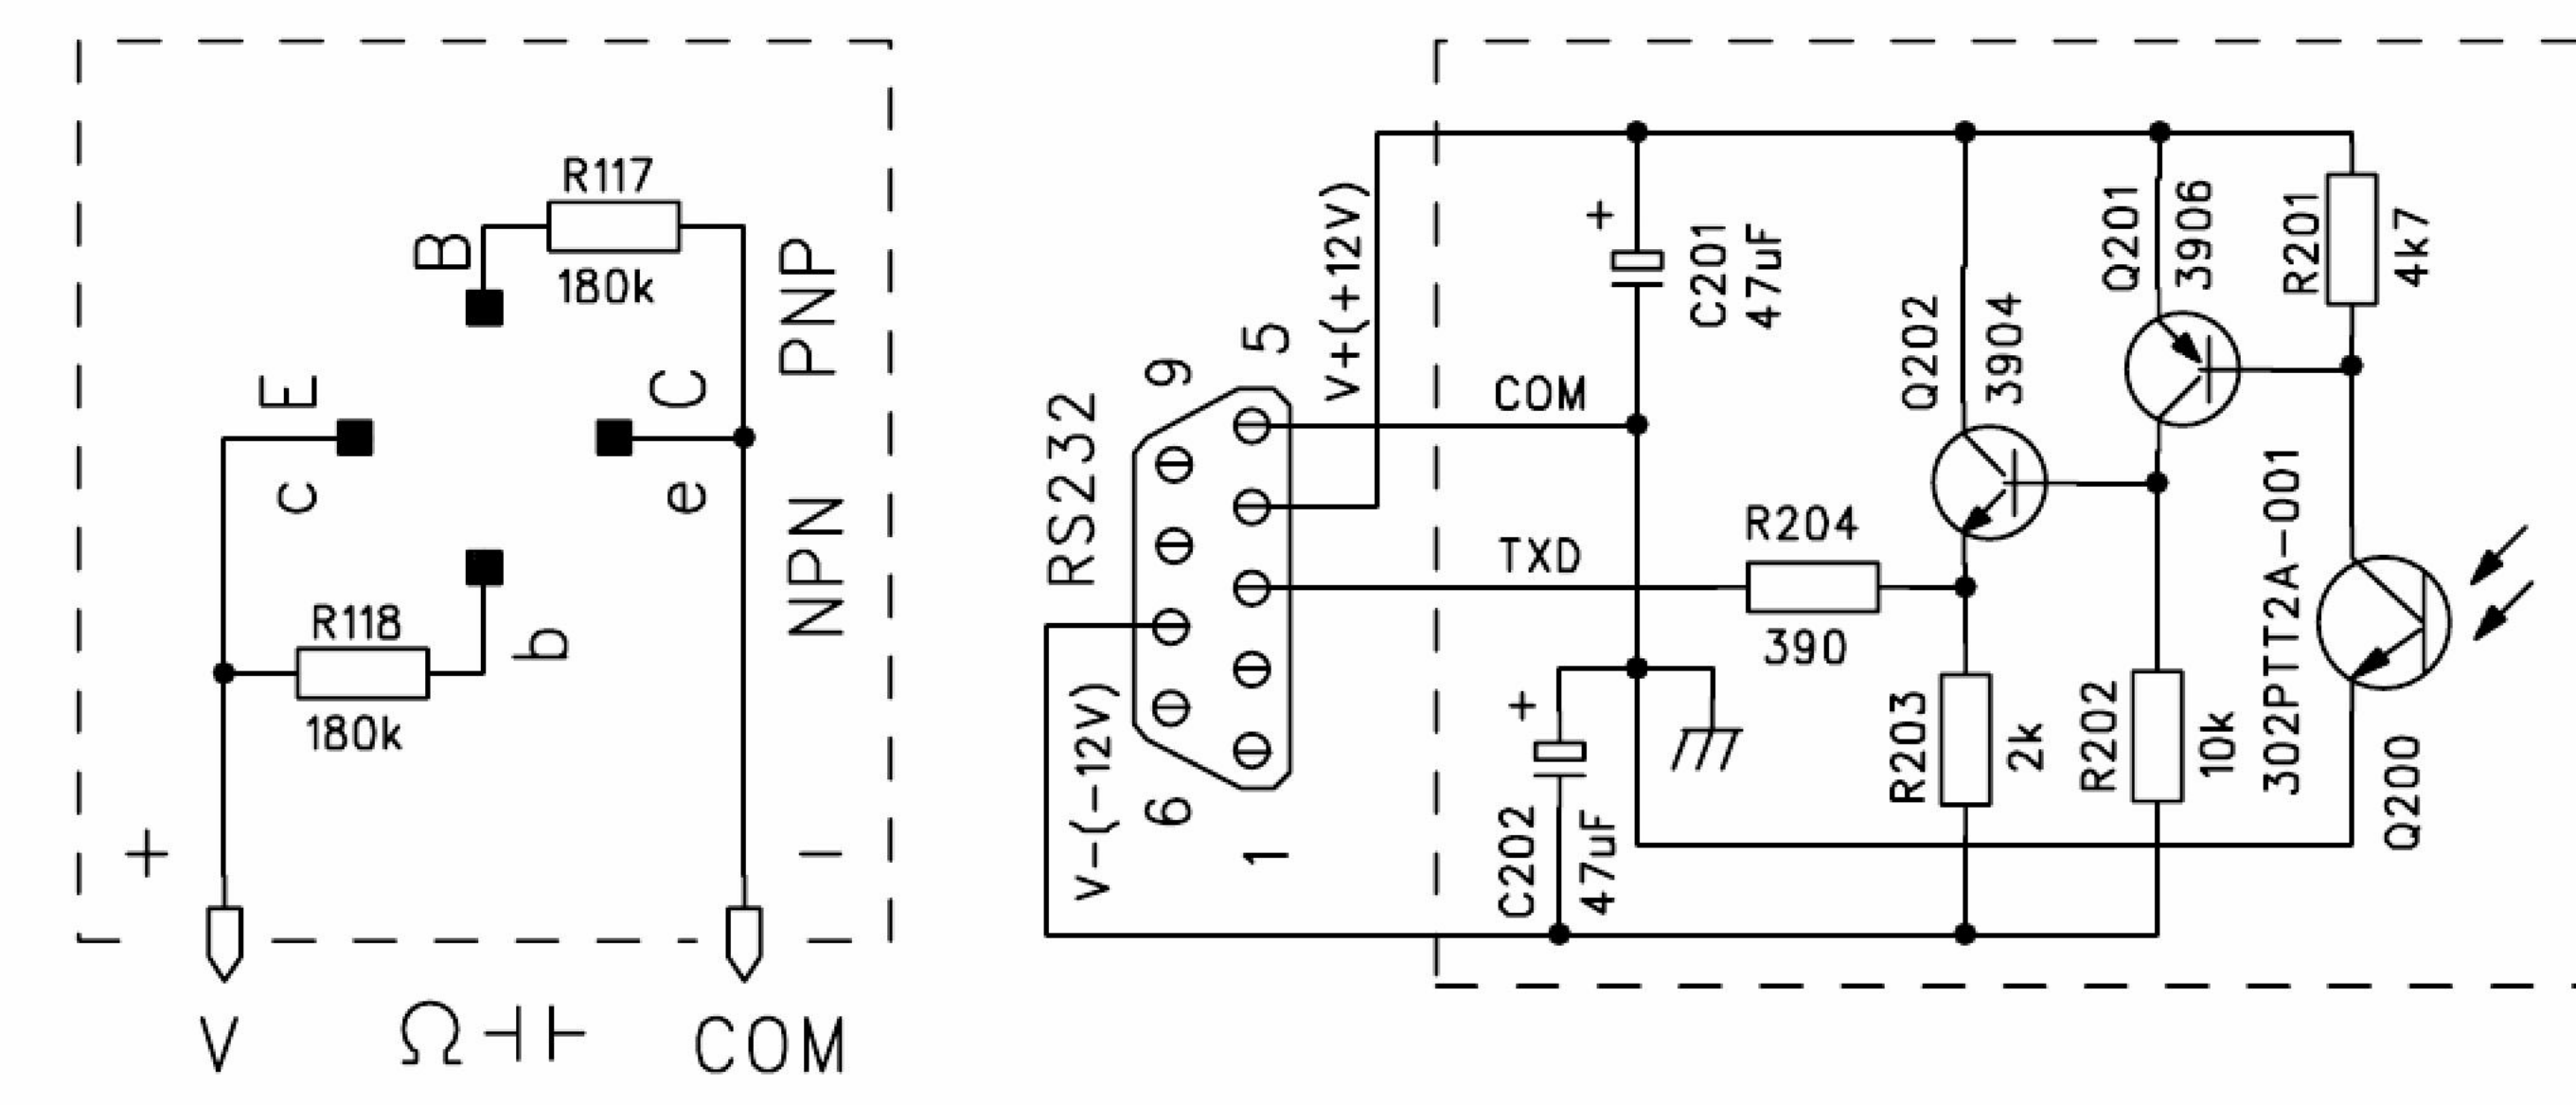 R117
180k
B
E
C
PNP
c
e
NPN
R118
180k
b
+
−
V
Ω
COM
RS232
9
5
6
1
V+(+12V)
V-(-12V)
COM
TXD
+
C201
47uF
+
C202
47uF
R204
390
Q202
3904
Q201
3906
R201
4k7
R203
2k
R202
10k
302PTT2A-001
Q200